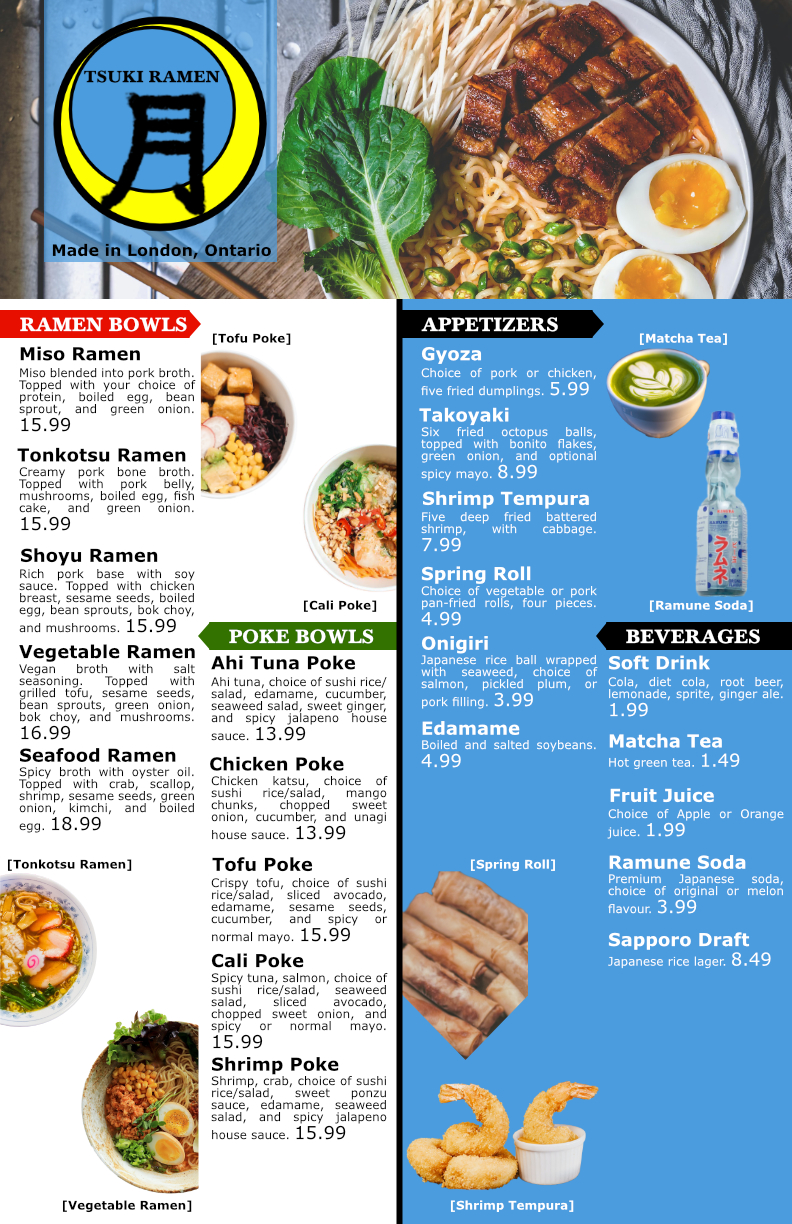 TSUKI RAMEN
月
Made in London, Ontario
RAMEN BOWLS
Miso Ramen
Miso blended into pork broth.
Topped with your choice of
protein, boiled egg, bean
sprout, and green onion.
15.99
Tonkotsu Ramen
Creamy pork bone broth.
Topped with pork belly,
mushrooms, boiled egg, fish
cake, and green onion.
15.99
Shoyu Ramen
Rich pork base with soy
sauce. Topped with chicken
breast, sesame seeds, boiled
egg, bean sprouts, bok choy,
and mushrooms. 15.99
Vegetable Ramen
Vegan broth with salt
seasoning. Topped with
grilled tofu, sesame seeds,
bean sprouts, green onion,
bok choy, and mushrooms.
16.99
Seafood Ramen
Spicy broth with oyster oil.
Topped with crab, scallop,
shrimp, sesame seeds, green
onion, kimchi, and boiled
egg. 18.99
[Tonkotsu Ramen]
[Vegetable Ramen]
[Tofu Poke]
[Cali Poke]
POKE BOWLS
Ahi Tuna Poke
Ahi tuna, choice of sushi rice/
salad, edamame, cucumber,
seaweed salad, sweet ginger,
and spicy jalapeno house
sauce. 13.99
Chicken Poke
Chicken katsu, choice of
sushi rice/salad, mango
chunks, chopped sweet
onion, cucumber, and unagi
house sauce. 13.99
Tofu Poke
Crispy tofu, choice of sushi
rice/salad, sliced avocado,
edamame, sesame seeds,
cucumber, and spicy or
normal mayo. 15.99
Cali Poke
Spicy tuna, salmon, choice of
sushi rice/salad, seaweed
salad, sliced avocado,
chopped sweet onion, and
spicy or normal mayo.
15.99
Shrimp Poke
Shrimp, crab, choice of sushi
rice/salad, sweet ponzu
sauce, edamame, seaweed
salad, and spicy jalapeno
house sauce. 15.99
APPETIZERS
Gyoza
Choice of pork or chicken,
five fried dumplings. 5.99
Takoyaki
Six fried octopus balls,
topped with bonito flakes,
green onion, and optional
spicy mayo. 8.99
Shrimp Tempura
Five deep fried battered
shrimp, with cabbage.
7.99
Spring Roll
Choice of vegetable or pork
pan-fried rolls, four pieces.
4.99
Onigiri
Japanese rice ball wrapped
with seaweed, choice of
salmon, pickled plum, or
pork filling. 3.99
Edamame
Boiled and salted soybeans.
4.99
[Spring Roll]
[Shrimp Tempura]
[Matcha Tea]
ラムネ
[Ramune Soda]
BEVERAGES
Soft Drink
Cola, diet cola, root beer,
lemonade, sprite, ginger ale.
1.99
Matcha Tea
Hot green tea. 1.49
Fruit Juice
Choice of Apple or Orange
juice. 1.99
Ramune Soda
Premium Japanese soda,
choice of original or melon
flavour. 3.99
Sapporo Draft
Japanese rice lager. 8.49